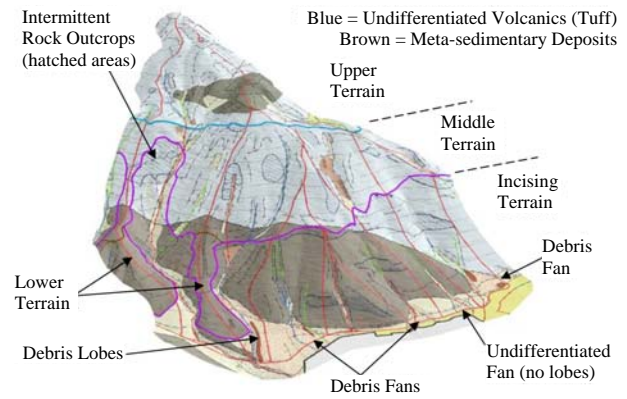 Intermittent
Rock Outcrops
(hatched areas)
Blue = Undifferentiated Volcanics (Tuff)
Brown = Meta-sedimentary Deposits
Upper
Terrain
Middle
Terrain
Incising
Terrain
Debris
Fan
Lower
Terrain
Debris Lobes
Debris Fans
Undifferentiated
Fan (no lobes)